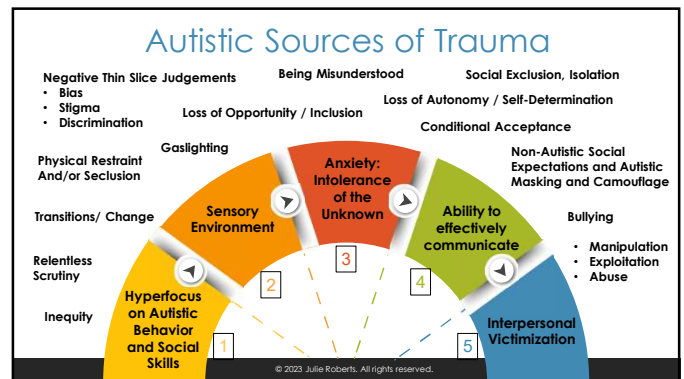 Autistic Sources of Trauma
Negative Thin Slice Judgements
• Bias
• Stigma
• Discrimination
Being Misunderstood
Social Exclusion, Isolation
Loss of Opportunity / Inclusion
Loss of Autonomy / Self-Determination
Conditional Acceptance
Gaslighting
Physical Restraint
And/or Seclusion
Non-Autistic Social
Expectations and Autistic
Masking and Camouflage
Transitions/ Change
Bullying
• Manipulation
• Exploitation
• Abuse
Relentless
Scrutiny
Inequity
Hyperfocus
on Autistic
Behavior
and Social
Skills
1
Sensory
Environment
2
Anxiety:
Intolerance
of the
Unknown
3
Ability to
effectively
communicate
4
Interpersonal
Victimization
5
© 2023 Julie Roberts. All rights reserved.